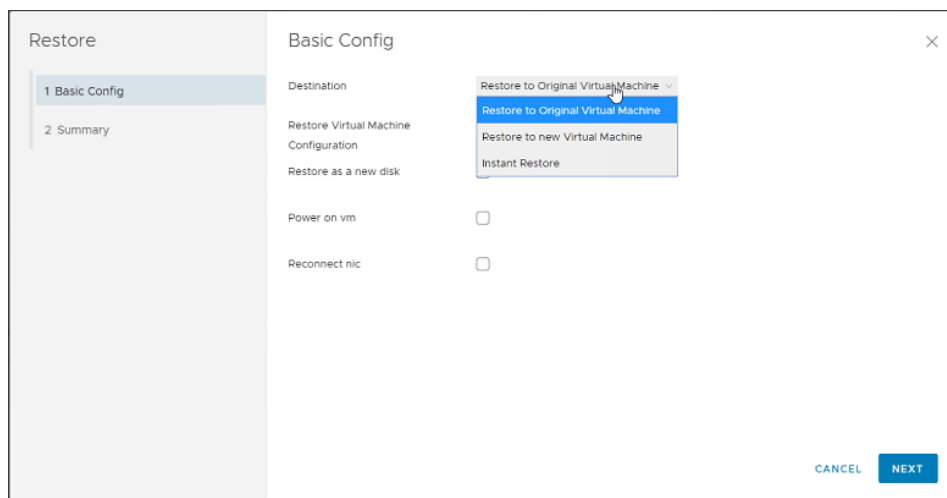 Restore
1 Basic Config
2 Summary
Basic Config
Destination
Restore to Original Virtual Machine
Restore to Original Virtual Machine
Restore to new Virtual Machine
Instant Restore
Restore Virtual Machine
Configuration
Restore as a new disk
Power on vm
Reconnect nic
CANCEL
NEXT